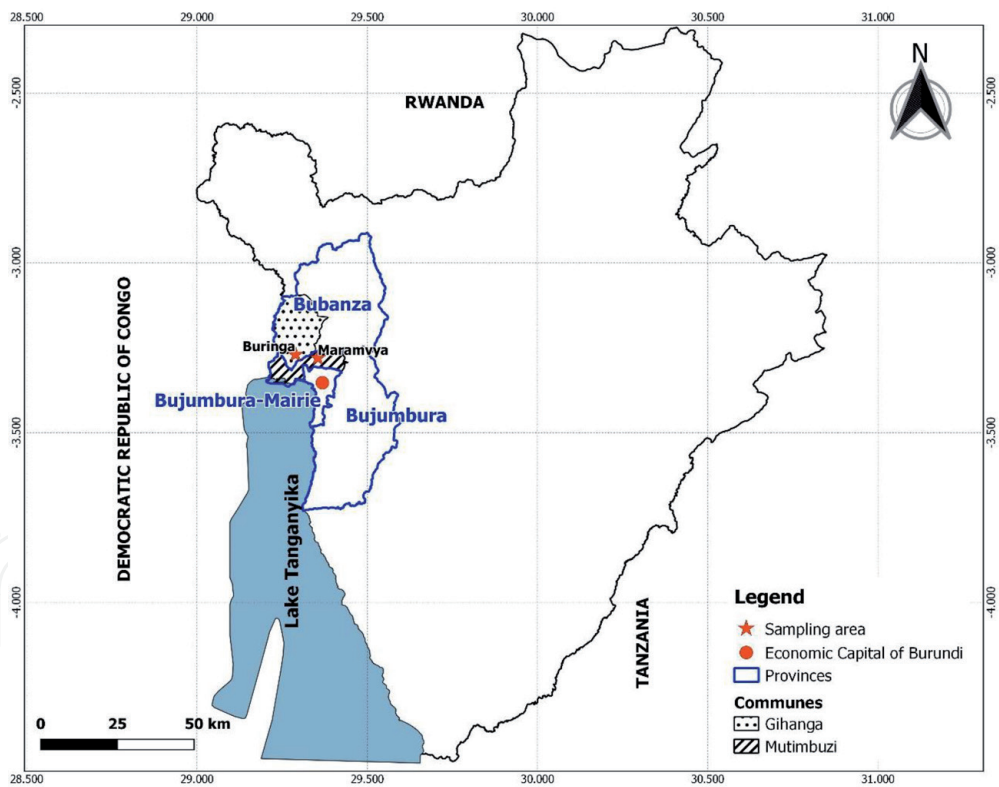 28.500 29.000 29.500 30.000 30.500 31.000
N
-2.500 -2.500
RWANDA
-3.000 -3.000
Bubanza
Buringa Maramvya
Bujumbura-Mairie
Bujumbura
-3.500 -3.500
DEMOCRATIC REPUBLIC OF CONGO
Lake Tanganyika
-4.000 -4.000
TANZANIA
Legend
Sampling area
Economic Capital of Burundi
Provinces
Communes
Gihanga
Mutimbuzi
0 25 50 km
28.500 29.000 29.500 30.000 30.500 31.000